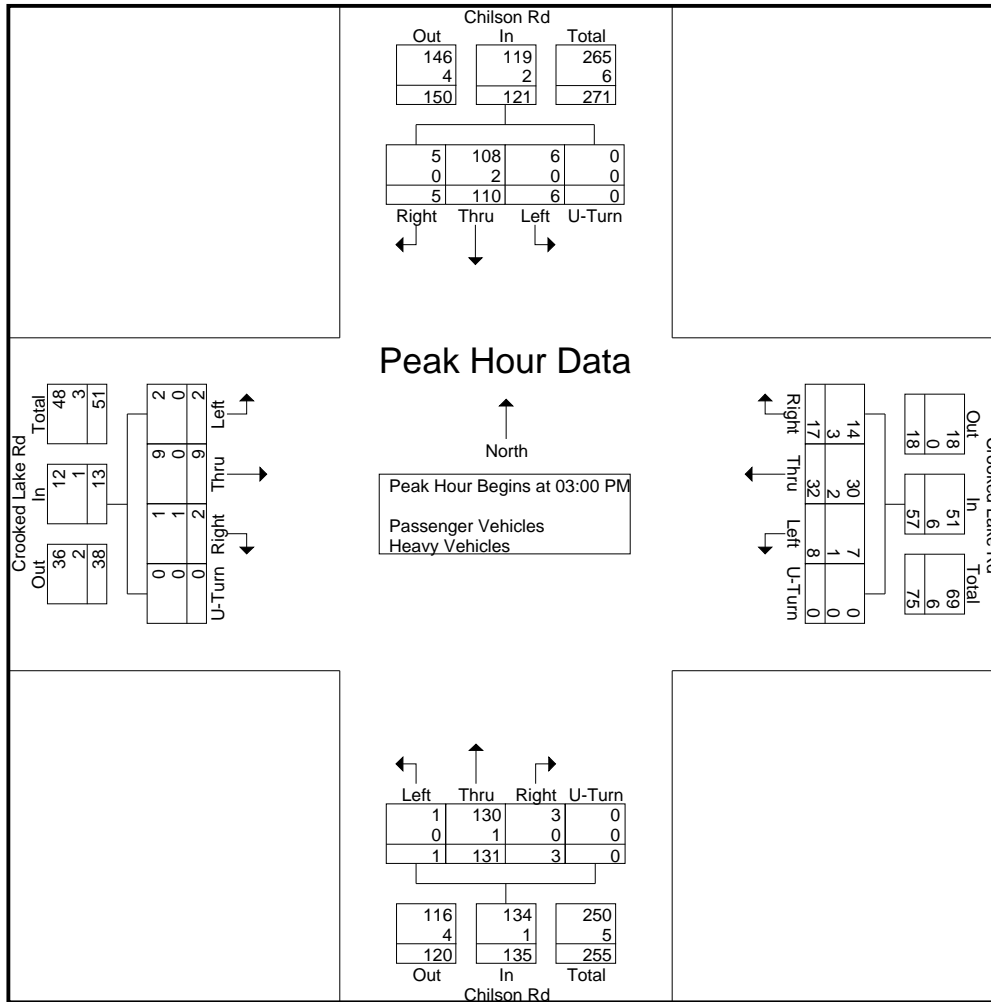 Chilson Rd
Out In Total
146 119 265
4 2 6
150 121 271
5 108 6 0
0 2 0 0
5 110 6 0
Right Thru Left U-Turn
Peak Hour Data
North
Peak Hour Begins at 03:00 PM
Passenger Vehicles
Heavy Vehicles
Crooked Lake Rd
Out In Total
36 12 48
2 1 3
38 13 51
U-Turn Right Thru Left
0 1 9 2
0 1 0 0
0 2 9 2
Crooked Lake Rd
Out In Total
18 51 69
0 6 6
18 57 75
14 30 7 0
3 2 1 0
17 32 8 0
Right Thru Left U-Turn
Left Thru Right U-Turn
1 130 3 0
0 1 0 0
1 131 3 0
116 134 250
4 1 5
120 135 255
Out In Total
Chilson Rd